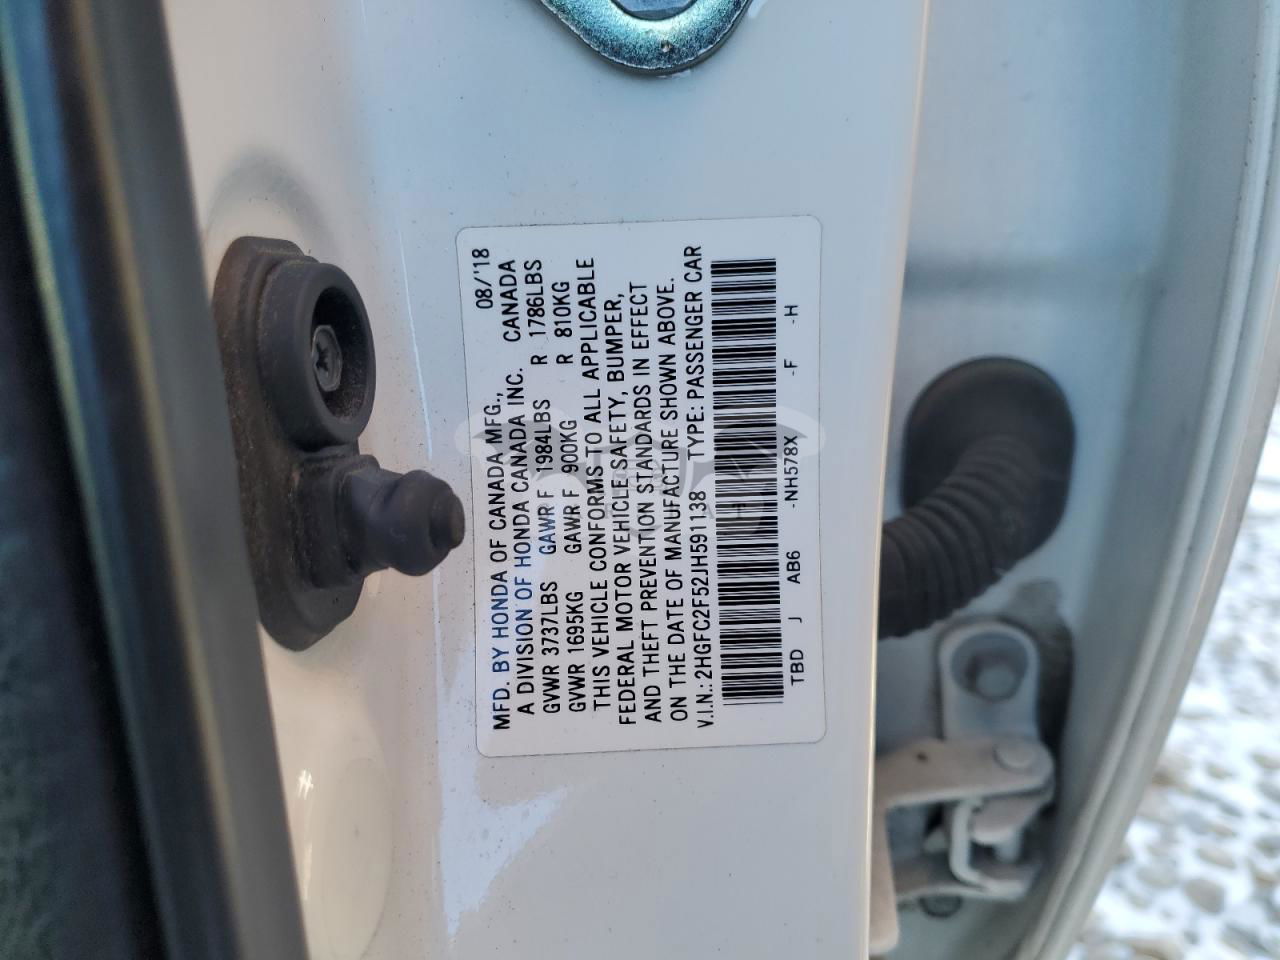 MFD. BY HONDA OF CANADA MFG., 08/'18
A DIVISION OF HONDA CANADA INC. CANADA
GVWR 3737LBS GAWR F 1984LBS R 1786LBS
GVWR 1695KG GAWR F 900KG R 810KG
THIS VEHICLE CONFORMS TO ALL APPLICABLE
FEDERAL MOTOR VEHICLE SAFETY, BUMPER,
AND THEFT PREVENTION STANDARDS IN EFFECT
ON THE DATE OF MANUFACTURE SHOWN ABOVE.
V.I.N.: 2HGFC2F52JH591138 TYPE: PASSENGER CAR
TBD J AB6 -NH578X -F -H